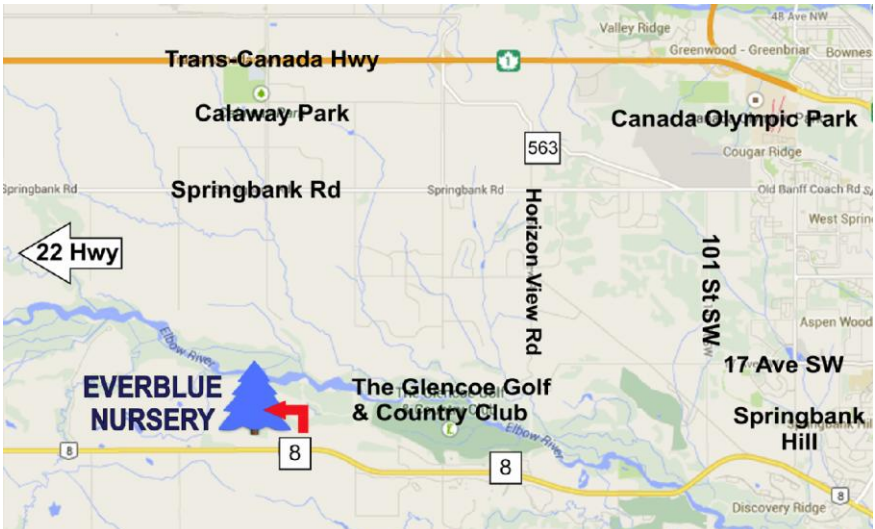 48 Ave NW
Valley Ridge
Greenwood - Greenbriar
Bownes
Trans-Canada Hwy
1
Calaway Park
Canada Olympic Park
563
Cougar Ridge
Springbank Rd
Springbank Rd
Springbank Rd
Old Banff Coach Rd
West Sprin
Horizon View Rd
101 St SW
22 Hwy
Aspen Wood
Elbow River
17 Ave SW
EVERBLUE
NURSERY
The Glencoe Golf
& Country Club
Springbank
Hill
Elbow River
8
8
8
8
Discovery Ridge